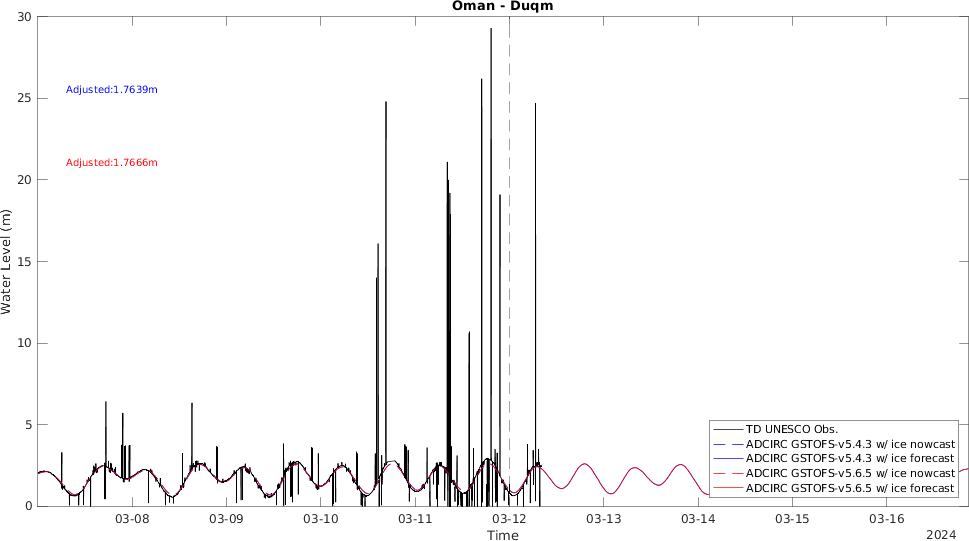 Oman - Duqm
30
25
20
15
10
5
0
Water Level (m)
Adjusted:1.7639m
Adjusted:1.7666m
TD UNESCO Obs.
ADCIRC GSTOFS-v5.4.3 w/ ice nowcast
ADCIRC GSTOFS-v5.4.3 w/ ice forecast
ADCIRC GSTOFS-v5.6.5 w/ ice nowcast
ADCIRC GSTOFS-v5.6.5 w/ ice forecast
03-08 03-09 03-10 03-11 03-12 03-13 03-14 03-15 03-16
Time
2024